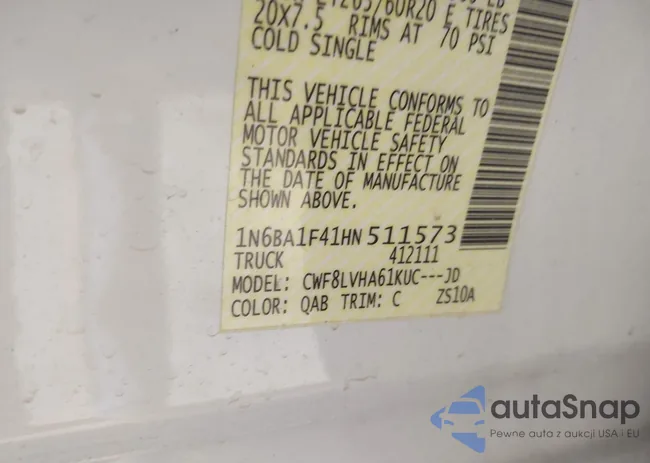 20X7.5 RIMS AT 70 PSI
COLD SINGLE
THIS VEHICLE CONFORMS TO
ALL APPLICABLE FEDERAL
MOTOR VEHICLE SAFETY
STANDARDS IN EFFECT ON
THE DATE OF MANUFACTURE
SHOWN ABOVE.
1N6BA1F41HN511573
TRUCK 412111
MODEL: CWF8LVHA61KUC---JD
COLOR: QAB TRIM: C ZS10A
autaSnap
Pewne auta z aukcji USA i EU